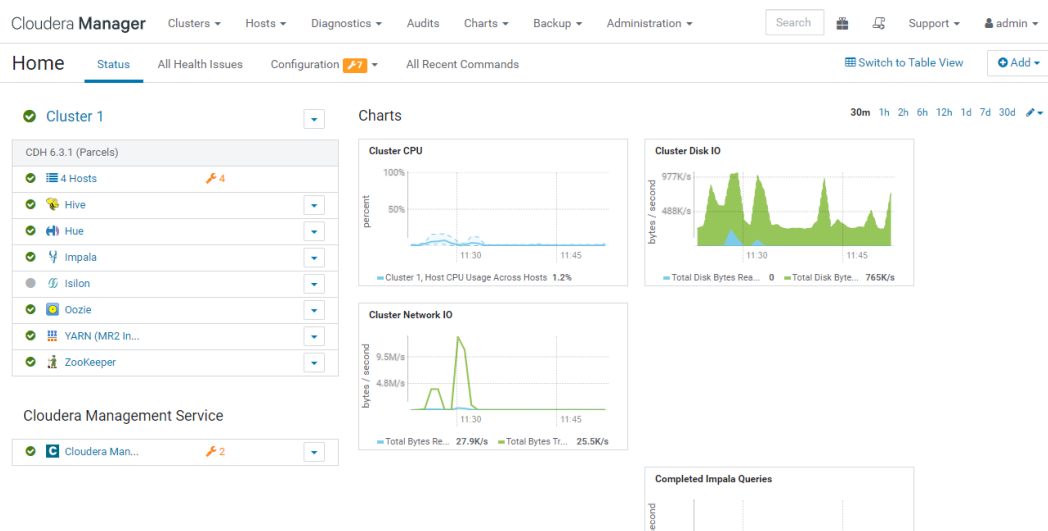 Cloudera Manager Clusters Hosts Diagnostics Audits Charts Backup Administration Search Support admin
Home Status All Health Issues Configuration 7 All Recent Commands Switch to Table View Add
Cluster 1
CDH 6.3.1 (Parcels)
4 Hosts 4
Hive
Hue
Impala
Isilon
Oozie
YARN (MR2 In...
ZooKeeper
Cloudera Management Service
C Cloudera Man... 2
Charts
30m 1h 2h 6h 12h 1d 7d 30d
Cluster CPU
percent
100%
50%
11:30 11:45
Cluster 1, Host CPU Usage Across Hosts 1.2%
Cluster Disk IO
bytes / second
977K/s
488K/s
11:30 11:45
Total Disk Bytes Rea... 0 Total Disk Byte... 765K/s
Cluster Network IO
bytes / second
9.5M/s
4.8M/s
11:30 11:45
Total Bytes Re... 27.9K/s Total Bytes Tr... 25.5K/s
Completed Impala Queries
second